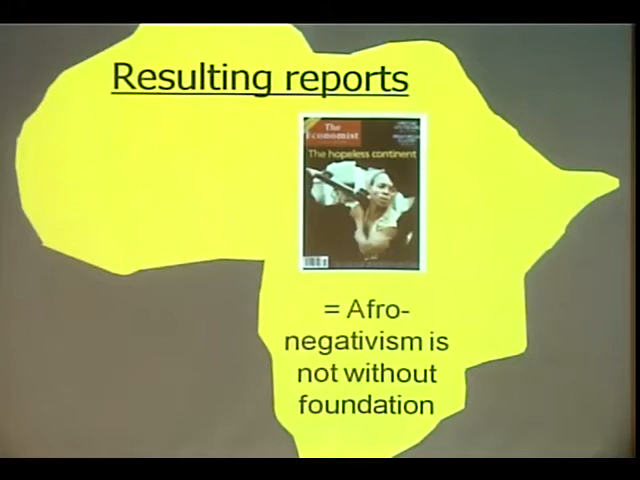 Resulting reports
The
Economist
The hopeless continent
= Afro-
negativism is
not without
foundation